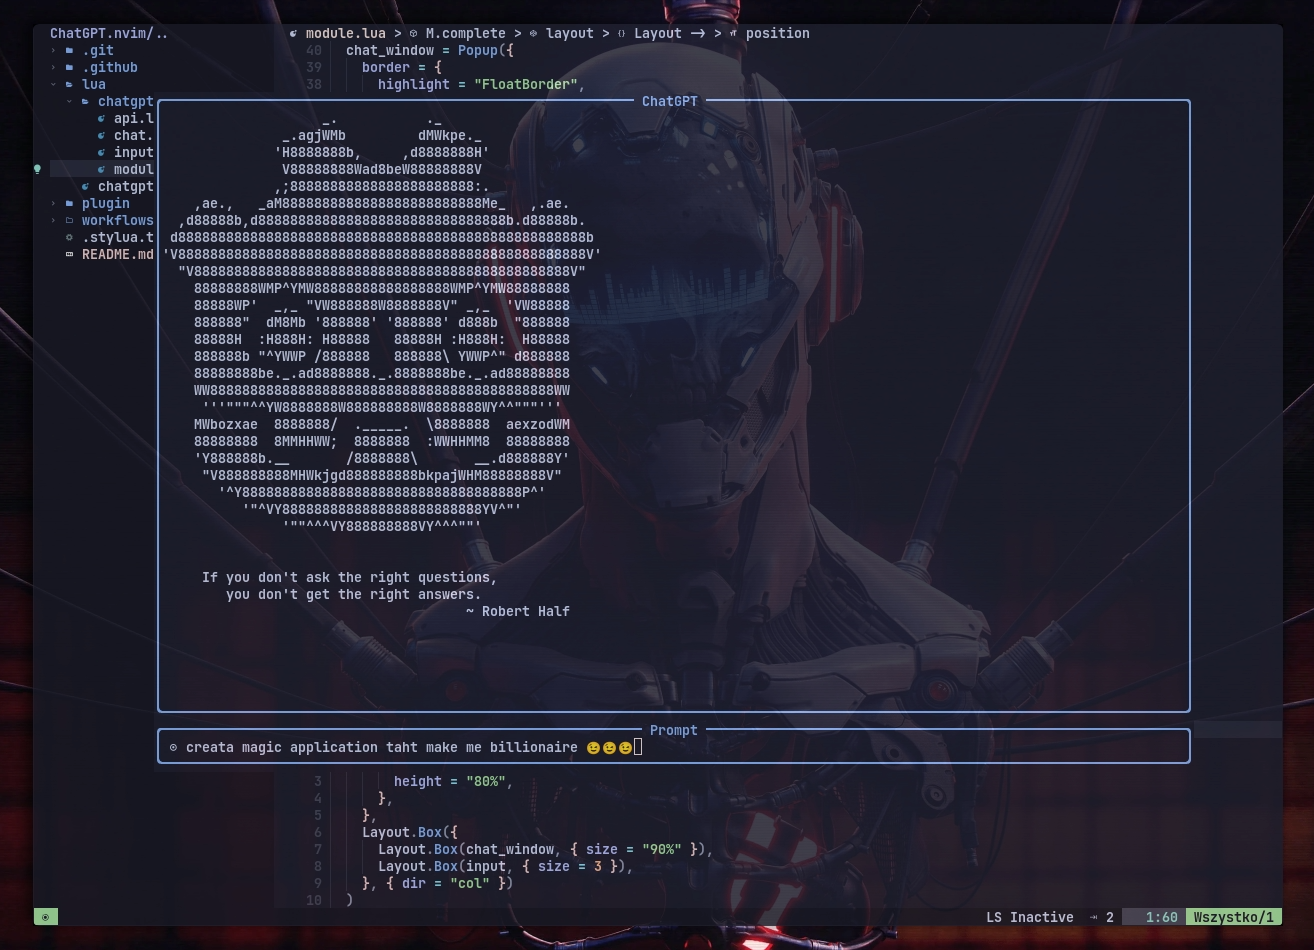 ChatGPT.nvim/..
.git
.github
lua
chatgpt
api.l
chat.
input
modul
chatgpt
plugin
workflows
.stylua.t
README.md
module.lua > M.complete > layout > {} Layout -> > position
40 chat_window = Popup({
39 border = {
38 highlight = "FloatBorder",
ChatGPT
If you don't ask the right questions,
you don't get the right answers.
~ Robert Half
Prompt
creata magic application taht make me billionaire 😉😉😉
3 height = "80%",
4 },
5 },
6 Layout.Box({
7 Layout.Box(chat_window, { size = "90%" }),
8 Layout.Box(input, { size = 3 }),
9 }, { dir = "col" })
10 )
LS Inactive 2 1:60 Wszystko/1